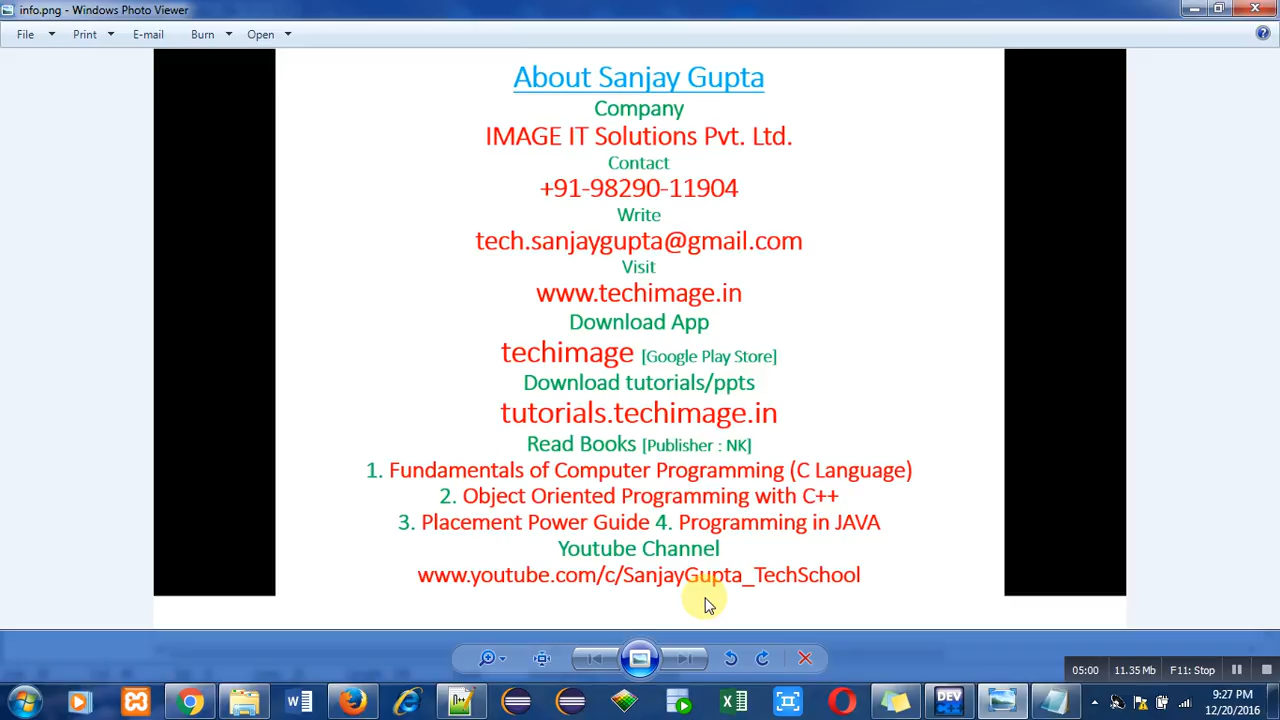 info.png - Windows Photo Viewer
File Print E-mail Burn Open
About Sanjay Gupta
Company
IMAGE IT Solutions Pvt. Ltd.
Contact
+91-98290-11904
Write
tech.sanjaygupta@gmail.com
Visit
www.techimage.in
Download App
techimage [Google Play Store]
Download tutorials/ppts
tutorials.techimage.in
Read Books [Publisher : NK]
1. Fundamentals of Computer Programming (C Language)
2. Object Oriented Programming with C++
3. Placement Power Guide 4. Programming in JAVA
Youtube Channel
www.youtube.com/c/SanjayGupta_TechSchool
05:00 11.35 Mb F11: Stop
DEV
9:27 PM
12/20/2016